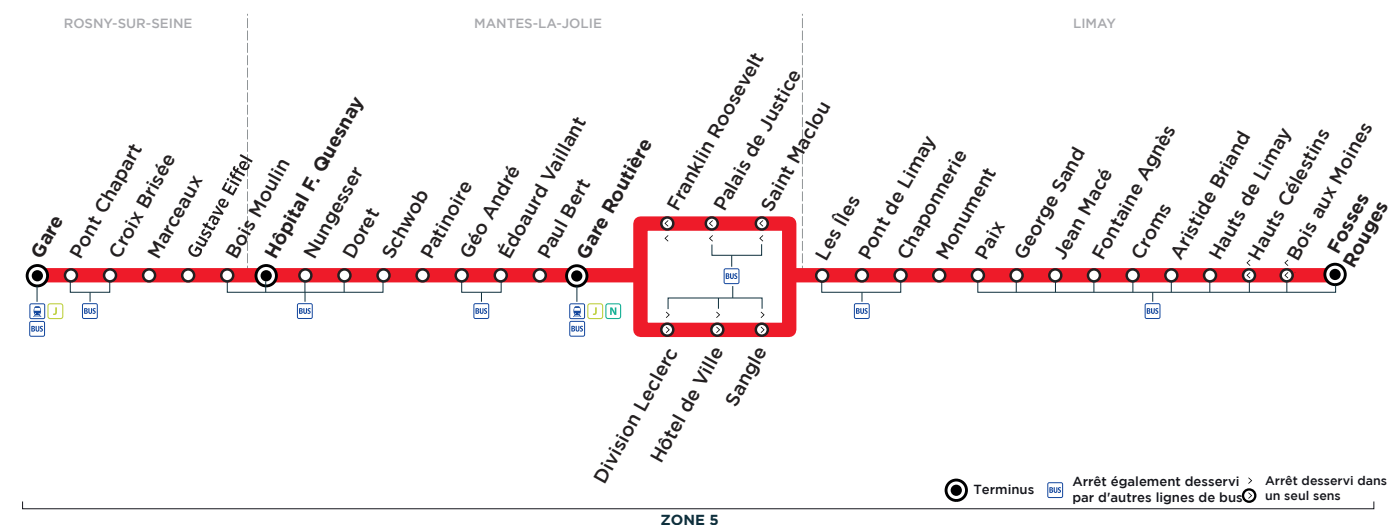 ROSNY-SUR-SEINE
MANTES-LA-JOLIE
LIMAY
Gare
Pont Chapart
Croix Brisée
Marceaux
Gustave Eiffel
Bois Moulin
Hôpital F. Quesnay
Nungesser
Doret
Schwob
Patinoire
Géo André
Édoaurd Vaillant
Paul Bert
Gare Routière
Franklin Roosevelt
Palais de Justice
Saint Maclou
Division Leclerc
Hôtel de Ville
Sangle
Les Îles
Pont de Limay
Chaponnerie
Monument
Paix
George Sand
Jean Macé
Fontaine Agnès
Croms
Aristide Briand
Hauts de Limay
Hauts Célestins
Bois aux Moines
Fosses
Rouges
J
BUS
BUS
BUS
BUS
J
N
BUS
BUS
BUS
BUS
Terminus
BUS
Arrêt également desservi
par d'autres lignes de bus
Arrêt desservi dans
un seul sens
ZONE 5